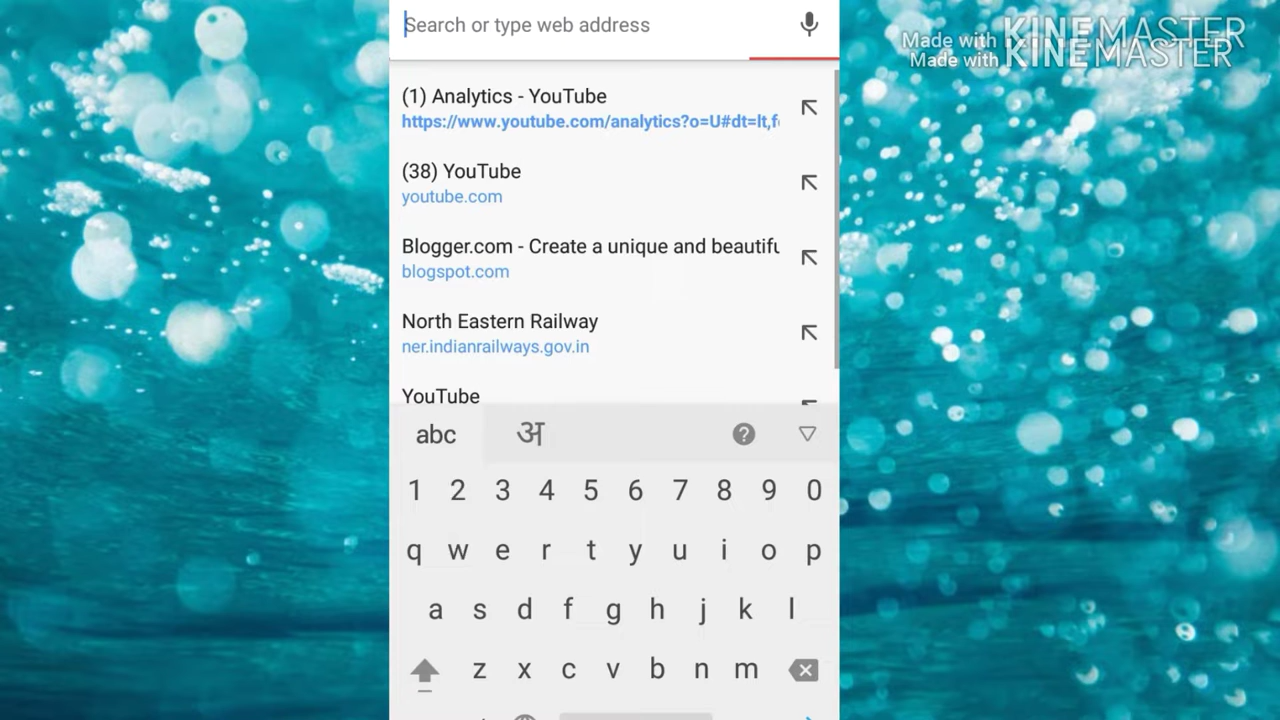 Search or type web address
Made with KINEMASTER
Made with KINEMASTER
(1) Analytics - YouTube
https://www.youtube.com/analytics?o=U#dt=lt,f
(38) YouTube
youtube.com
Blogger.com - Create a unique and beautifu
blogspot.com
North Eastern Railway
ner.indianrailways.gov.in
YouTube
abc अ ?
1 2 3 4 5 6 7 8 9 0
q w e r t y u i o p
a s d f g h j k l
z x c v b n m